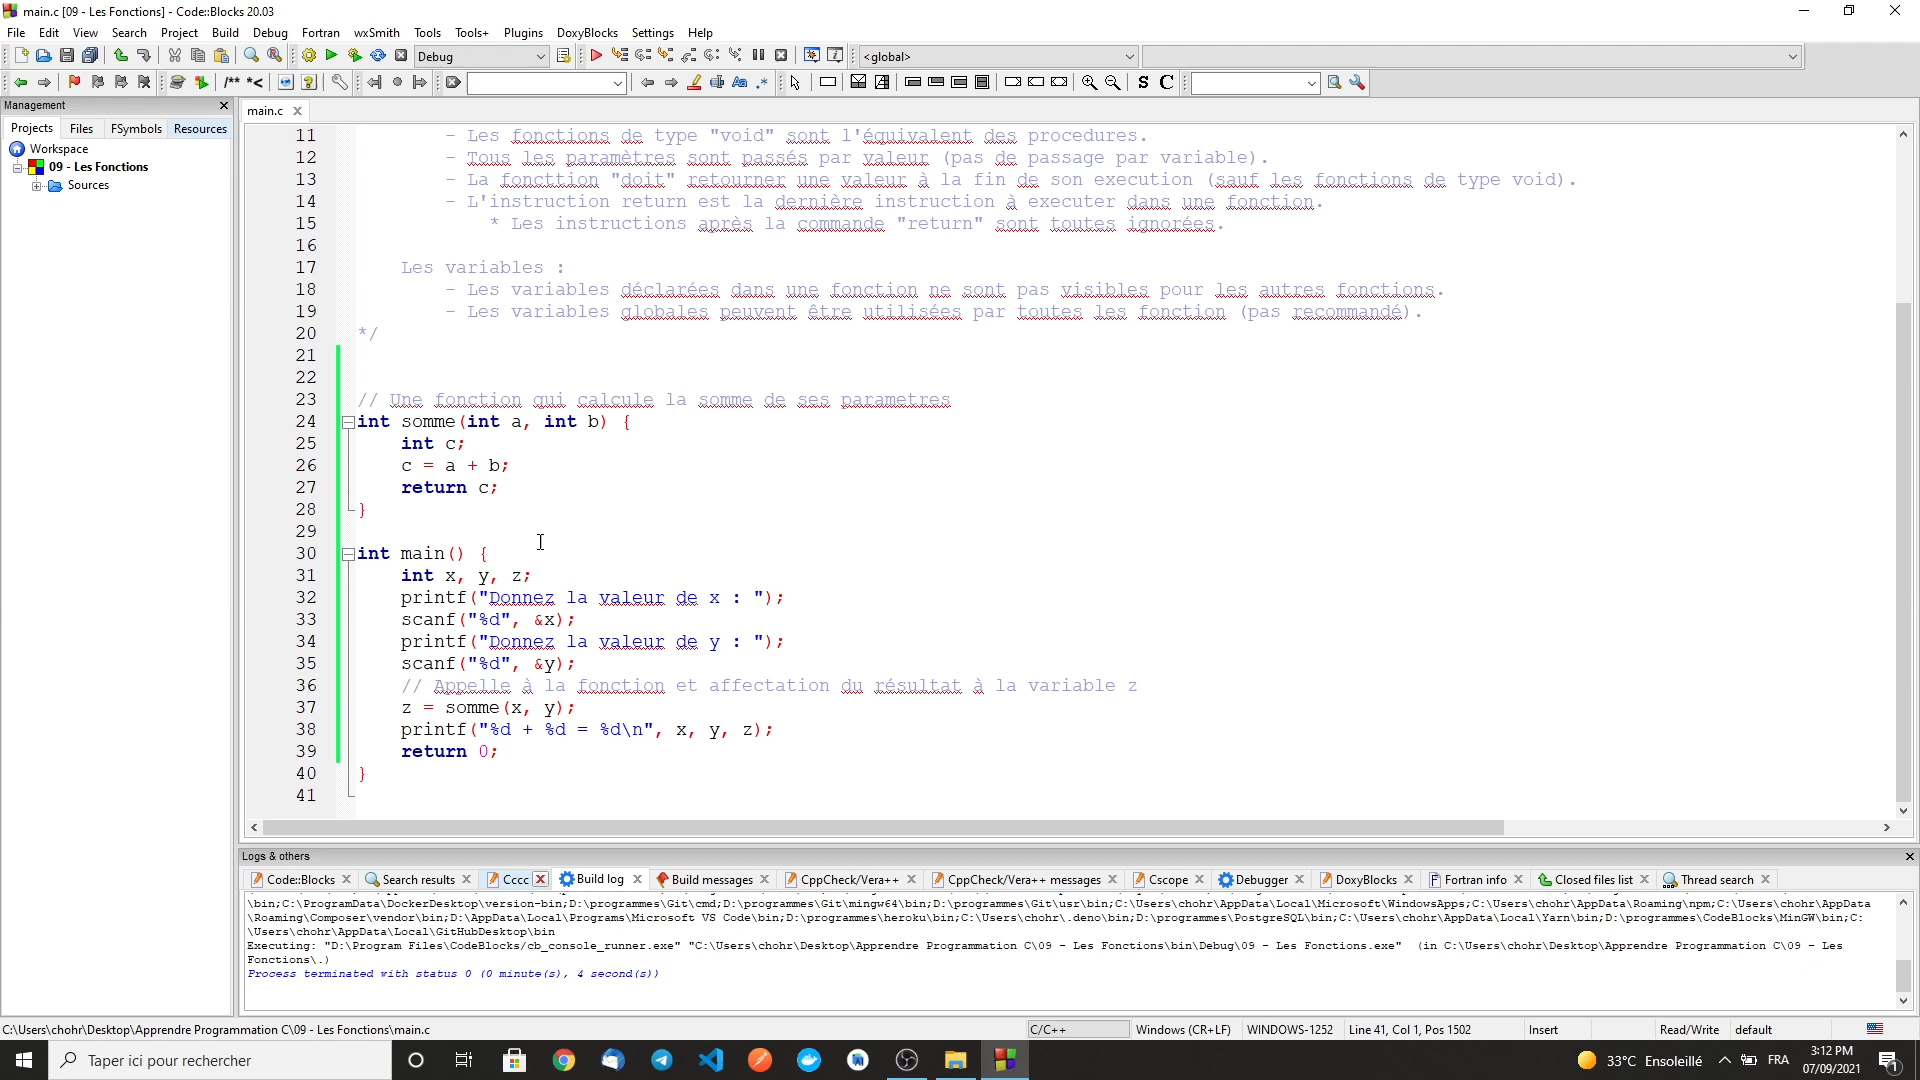 main.c [09 - Les Fonctions] - Code::Blocks 20.03
File Edit View Search Project Build Debug Fortran wxSmith Tools Tools+ Plugins DoxyBlocks Settings Help
Debug <global>
/** *< Aa .* S C
Management
main.c
Projects Files FSymbols Resources
Workspace
09 - Les Fonctions
Sources
11 - Les fonctions de type "void" sont l'équivalent des procedures.
12 - Tous les paramètres sont passés par valeur (pas de passage par variable).
13 - La foncttion "doit" retourner une valeur à la fin de son execution (sauf les fonctions de type void).
14 - L'instruction return est la dernière instruction à executer dans une fonction.
15 * Les instructions après la commande "return" sont toutes ignorées.
16
17 Les variables :
18 - Les variables déclarées dans une fonction ne sont pas visibles pour les autres fonctions.
19 - Les variables globales peuvent être utilisées par toutes les fonction (pas recommandé).
20 */
21
22
23 // Une fonction qui calcule la somme de ses parametres
24 int somme(int a, int b) {
25 int c;
26 c = a + b;
27 return c;
28 }
29
30 int main() {
31 int x, y, z;
32 printf("Donnez la valeur de x : ");
33 scanf("%d", &x);
34 printf("Donnez la valeur de y : ");
35 scanf("%d", &y);
36 // Appelle à la fonction et affectation du résultat à la variable z
37 z = somme(x, y);
38 printf("%d + %d = %d\n", x, y, z);
39 return 0;
40 }
41
Logs & others
Code::Blocks Search results Cccc Build log Build messages CppCheck/Vera++ CppCheck/Vera++ messages Cscope Debugger DoxyBlocks Fortran info Closed files list Thread search
\bin;C:\ProgramData\DockerDesktop\version-bin;D:\programmes\Git\cmd;D:\programmes\Git\mingw64\bin;D:\programmes\Git\usr\bin;C:\Users\chohr\AppData\Local\Microsoft\WindowsApps;C:\Users\chohr\AppData\Roaming\npm;C:\Users\chohr\AppData
\Roaming\Composer\vendor\bin;D:\AppData\Local\Programs\Microsoft VS Code\bin;D:\programmes\heroku\bin;C:\Users\chohr\.deno\bin;D:\programmes\PostgreSQL\bin;C:\Users\chohr\AppData\Local\Yarn\bin;D:\programmes\CodeBlocks\MinGW\bin;C:
\Users\chohr\AppData\Local\GitHubDesktop\bin
Executing: "D:\Program Files\CodeBlocks/cb_console_runner.exe" "C:\Users\chohr\Desktop\Apprendre Programmation C\09 - Les Fonctions\bin\Debug\09 - Les Fonctions.exe" (in C:\Users\chohr\Desktop\Apprendre Programmation C\09 - Les
Fonctions\.)
Process terminated with status 0 (0 minute(s), 4 second(s))
C:\Users\chohr\Desktop\Apprendre Programmation C\09 - Les Fonctions\main.c C/C++ Windows (CR+LF) WINDOWS-1252 Line 41, Col 1, Pos 1502 Insert Read/Write default
Taper ici pour rechercher 33°C Ensoleillé FRA 3:12 PM
07/09/2021 1